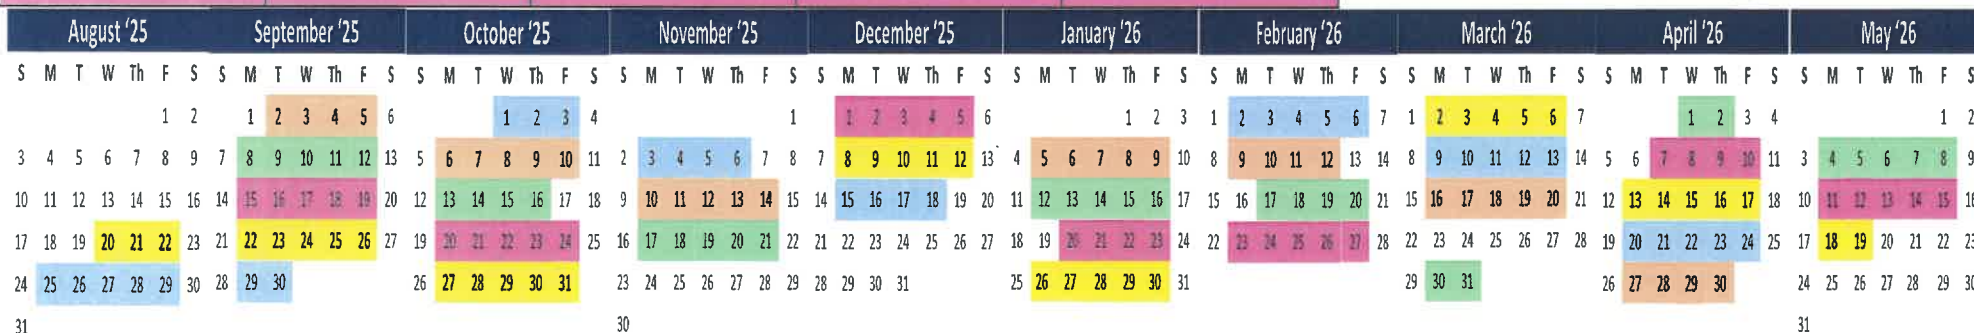 August ‘25 September ‘25 October ‘25 November ‘25 December ‘25 January ‘26 February ‘26 March ‘26 April ‘26 May ‘26
S M T W Th F S S M T W Th F S S M T W Th F S S M T W Th F S S M T W Th F S S M T W Th F S S M T W Th F S S M T W Th F S S M T W Th F S S M T W Th F S
1 2 1 2 3 4 5 6 1 2 3 4 1 1 2 3 4 5 6 1 2 3 1 2 3 4 5 6 7 1 2 3 4 5 6 7 1 2 3 4 1 2
3 4 5 6 7 8 9 7 8 9 10 11 12 13 5 6 7 8 9 10 11 2 3 4 5 6 7 8 7 8 9 10 11 12 13 4 5 6 7 8 9 10 8 9 10 11 12 13 14 8 9 10 11 12 13 14 5 6 7 8 9 10 11 3 4 5 6 7 8 9
10 11 12 13 14 15 16 14 15 16 17 18 19 20 12 13 14 15 16 17 18 9 10 11 12 13 14 15 14 15 16 17 18 19 20 11 12 13 14 15 16 17 15 16 17 18 19 20 21 15 16 17 18 19 20 21 12 13 14 15 16 17 18 10 11 12 13 14 15 16
17 18 19 20 21 22 23 21 22 23 24 25 26 27 19 20 21 22 23 24 25 16 17 18 19 20 21 22 21 22 23 24 25 26 27 18 19 20 21 22 23 24 22 23 24 25 26 27 28 22 23 24 25 26 27 28 19 20 21 22 23 24 25 17 18 19 20 21 22 23
24 25 26 27 28 29 30 28 29 30 26 27 28 29 30 31 23 24 25 26 27 28 29 28 29 30 31 25 26 27 28 29 30 31 29 30 31 26 27 28 29 30 24 25 26 27 28 29 30
31 30 31